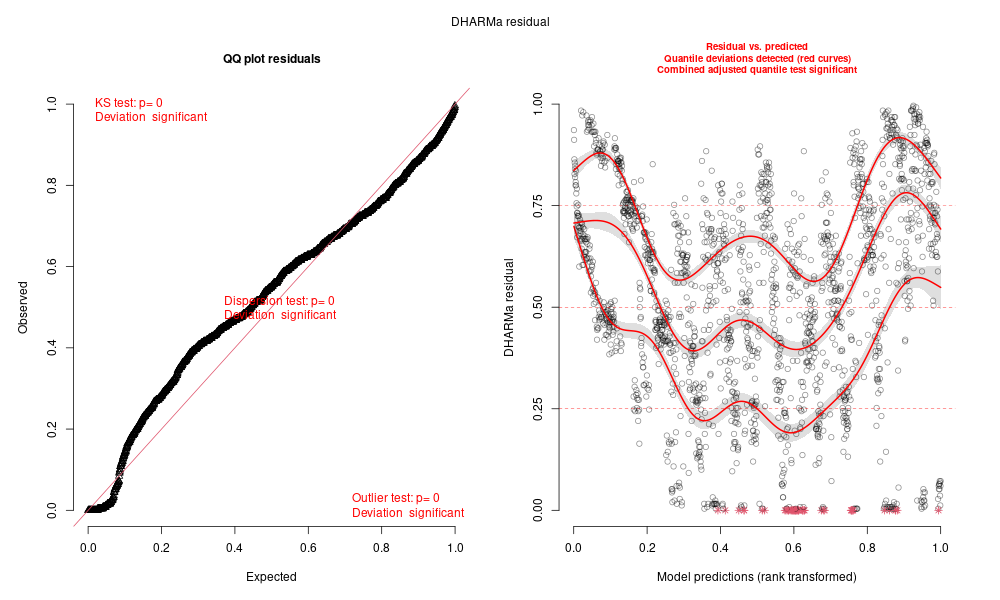 DHARMa residual
QQ plot residuals
KS test: p= 0
Deviation significant
Dispersion test: p= 0
Deviation significant
Outlier test: p= 0
Deviation significant
Observed
0.0 0.2 0.4 0.6 0.8 1.0
0.0 0.2 0.4 0.6 0.8 1.0
Expected
Residual vs. predicted
Quantile deviations detected (red curves)
Combined adjusted quantile test significant
DHARMa residual
0.00 0.25 0.50 0.75 1.00
0.0 0.2 0.4 0.6 0.8 1.0
Model predictions (rank transformed)